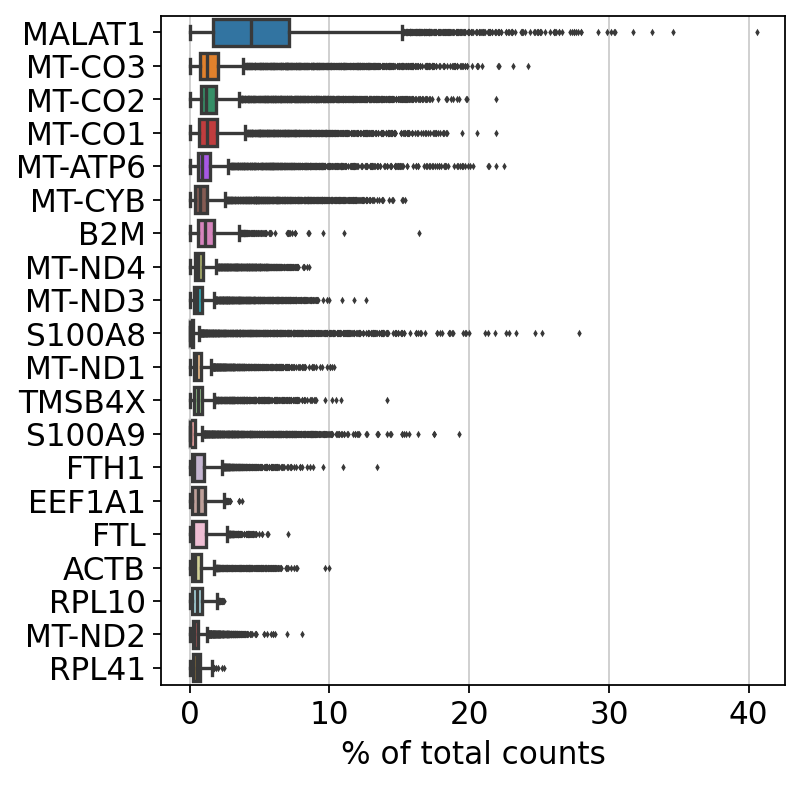 MALAT1
MT-CO3
MT-CO2
MT-CO1
MT-ATP6
MT-CYB
B2M
MT-ND4
MT-ND3
S100A8
MT-ND1
TMSB4X
S100A9
FTH1
EEF1A1
FTL
ACTB
RPL10
MT-ND2
RPL41
0 10 20 30 40
% of total counts